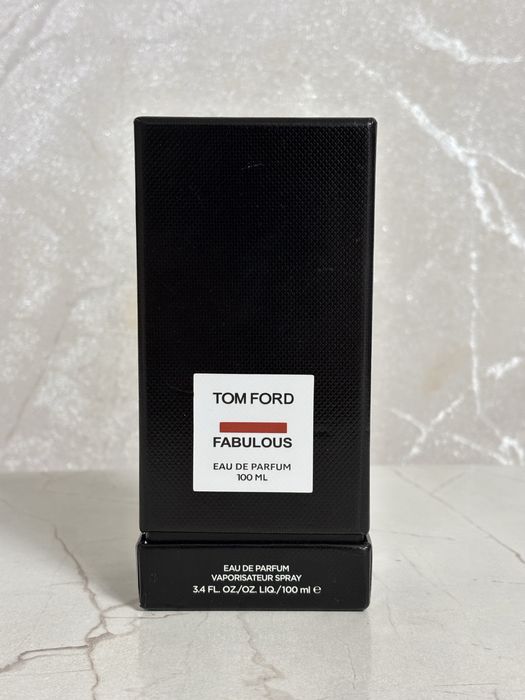 TOM FORD
FABULOUS
EAU DE PARFUM
100 ML
EAU DE PARFUM
VAPORISATEUR SPRAY
3.4 FL. OZ./OZ. LIQ./100 ml ℮